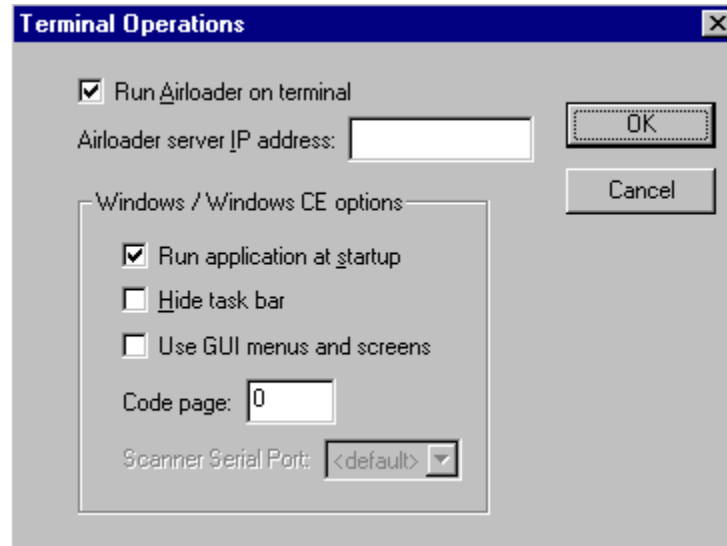 Terminal Operations
Run Airloader on terminal
Airloader server IP address:
OK
Cancel
Windows / Windows CE options
Run application at startup
Hide task bar
Use GUI menus and screens
Code page: 0
Scanner Serial Port: <default>